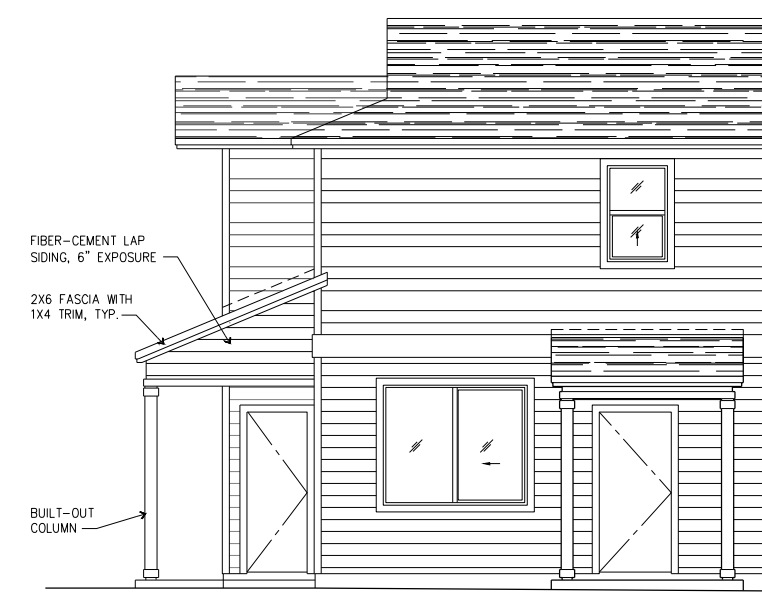 FIBER-CEMENT LAP
SIDING, 6" EXPOSURE
2X6 FASCIA WITH
1X4 TRIM, TYP.
BUILT-OUT
COLUMN